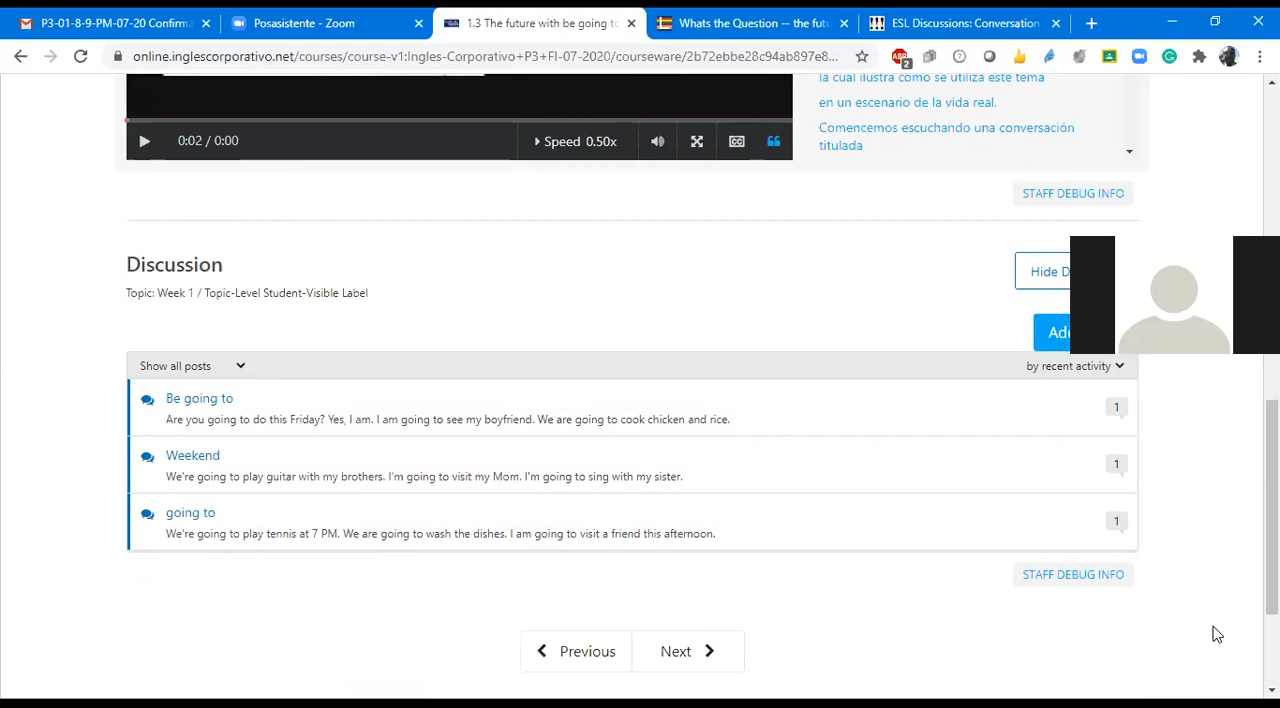 P3-01-8-9-PM-07-20 Confirma
Posasistente - Zoom
1.3 The future with be going to
Whats the Question -- the futu
ESL Discussions: Conversation
online.inglescorporativo.net/courses/course-v1:Ingles_Corporativo+P3+FI-07-2020/courseware/2b72ebbe28c94ab897e8...
la cual ilustra cómo se utiliza este tema
en un escenario de la vida real.
Comencemos escuchando una conversación
titulada
0:02 / 0:00
Speed 0.50x
STAFF DEBUG INFO
Discussion
Hide D
Topic: Week 1 / Topic-Level Student-Visible Label
Add
Show all posts
by recent activity
Be going to
Are you going to do this Friday? Yes, I am. I am going to see my boyfriend. We are going to cook chicken and rice.
1
Weekend
We're going to play guitar with my brothers. I'm going to visit my Mom. I'm going to sing with my sister.
1
going to
We're going to play tennis at 7 PM. We are going to wash the dishes. I am going to visit a friend this afternoon.
1
STAFF DEBUG INFO
Previous
Next